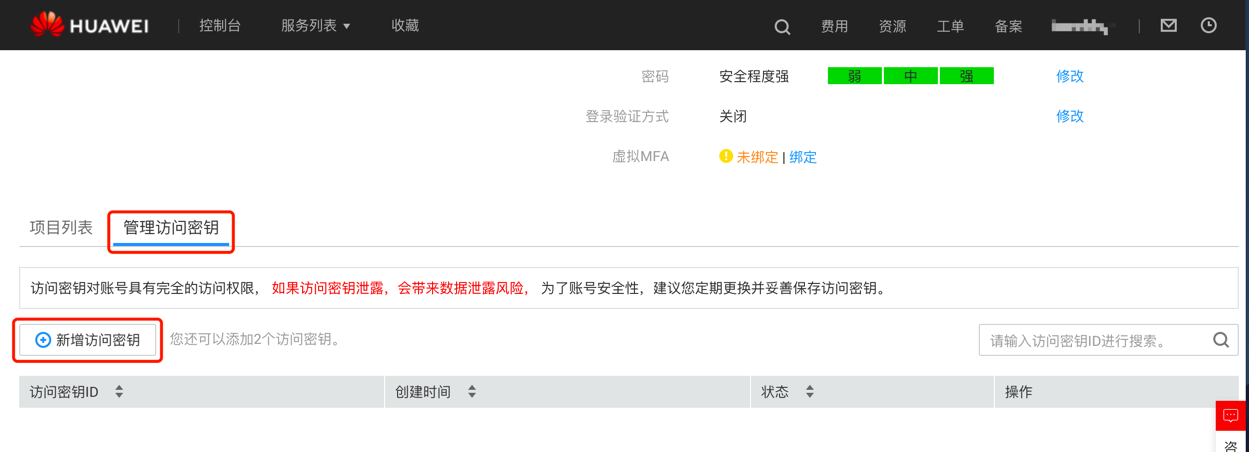 HUAWEI 控制台 服务列表 收藏 费用 资源 工单 备案
密码 安全程度强 弱 中 强 修改
登录验证方式 关闭 修改
虚拟MFA 未绑定 | 绑定
项目列表 管理访问密钥
访问密钥对账号具有完全的访问权限， 如果访问密钥泄露，会带来数据泄露风险， 为了账号安全性，建议您定期更换并妥善保存访问密钥。
新增访问密钥 您还可以添加2个访问密钥。 请输入访问密钥ID进行搜索。
访问密钥ID 创建时间 状态 操作
咨